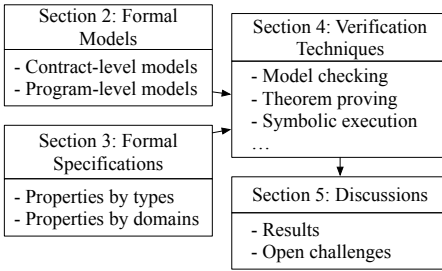 Section 2: Formal
Models
- Contract-level models
- Program-level models
Section 3: Formal
Specifications
- Properties by types
- Properties by domains
Section 4: Verification
Techniques
- Model checking
- Theorem proving
- Symbolic execution
…
Section 5: Discussions
- Results
- Open challenges